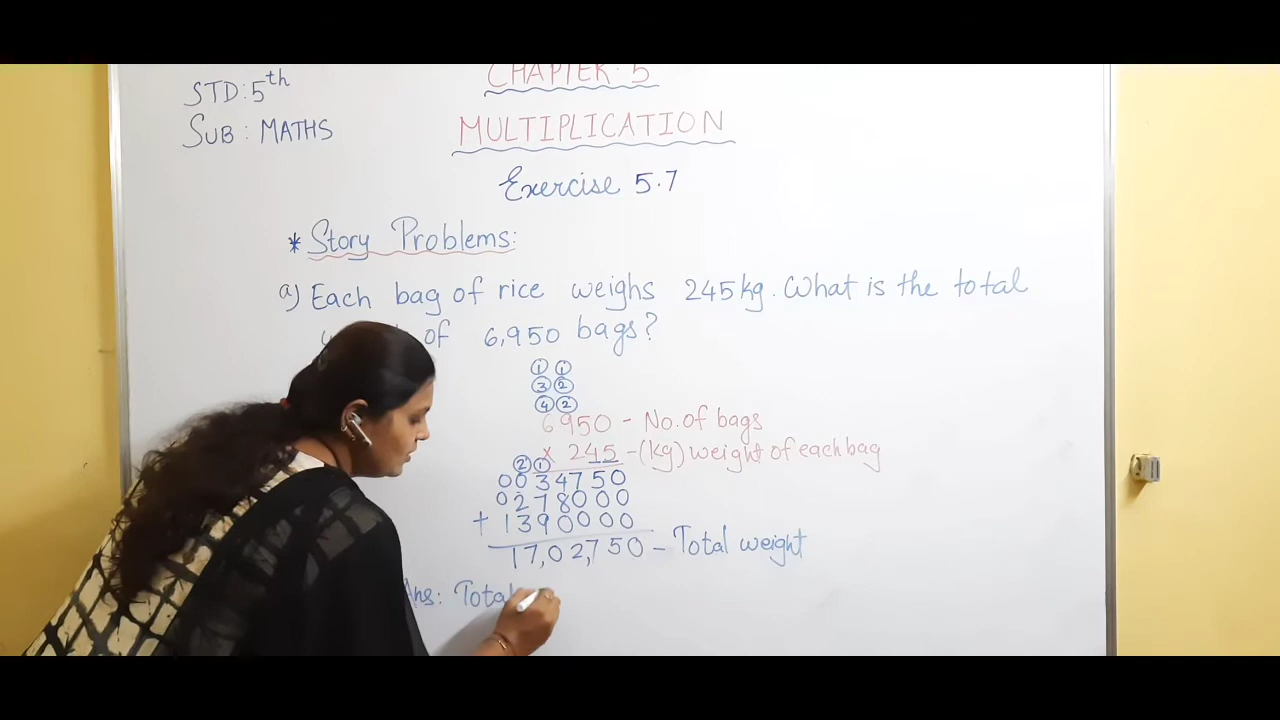 STD: 5th
SUB : MATHS
CHAPTER · 5
MULTIPLICATION
Exercise 5.7
* Story Problems:
a) Each bag of rice weighs 245 kg. What is the total
of 6,950 bags?
① ①
③ ②
④ ②
6950 - No. of bags
x 245 - (kg) weight of each bag
② ①
0034750
0278000
+ 1390000
17,02,750 - Total weight
Ans: Total